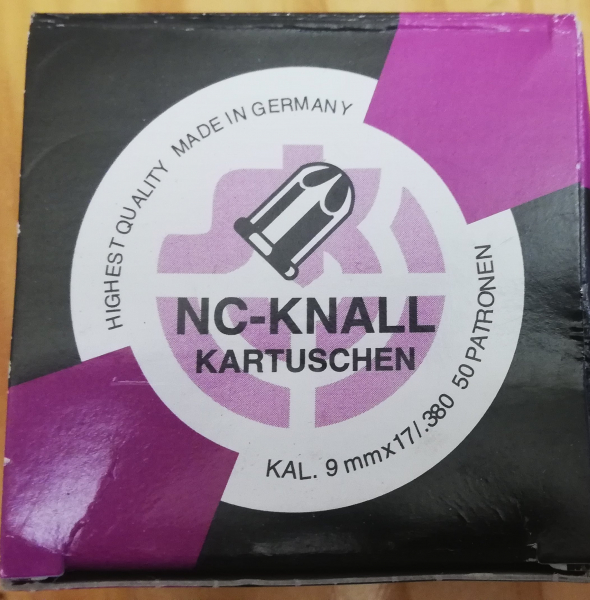 HIGHEST QUALITY MADE IN GERMANY
NC-KNALL
KARTUSCHEN
KAL. 9 mmx17/.380 50 PATRONEN